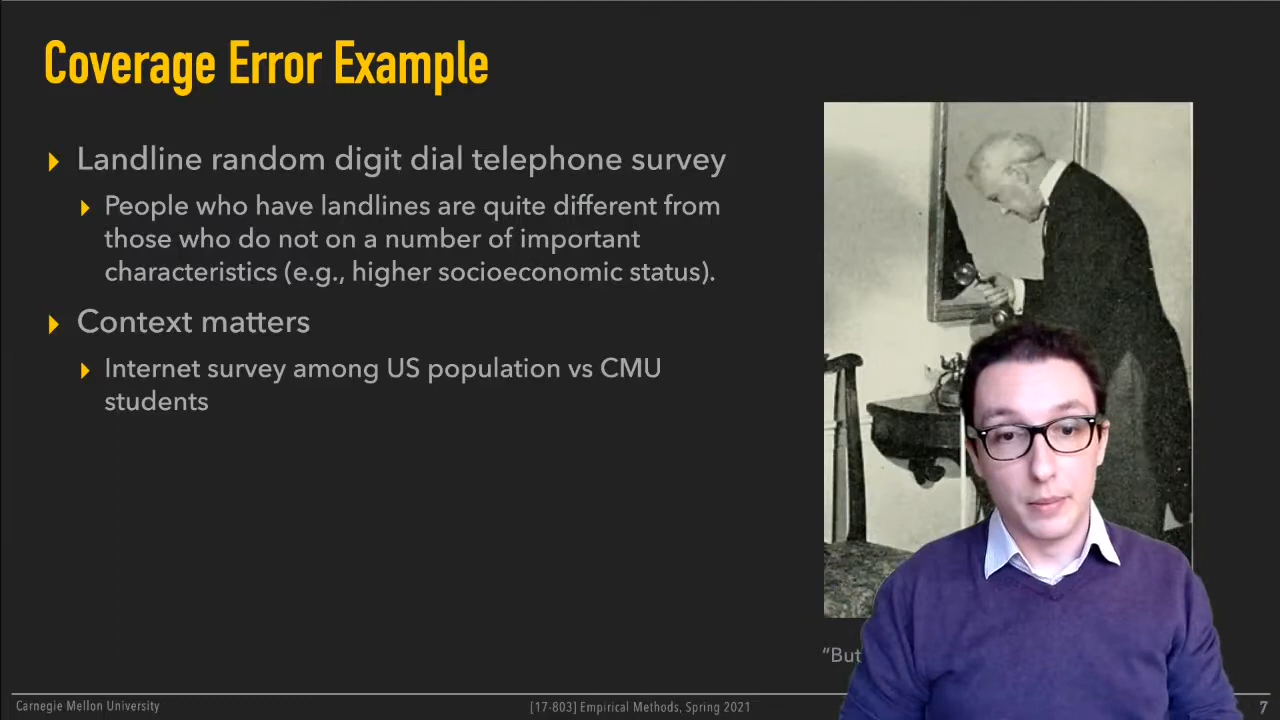 Coverage Error Example
Landline random digit dial telephone survey
People who have landlines are quite different from
those who do not on a number of important
characteristics (e.g., higher socioeconomic status).
Context matters
Internet survey among US population vs CMU
students
“But
Carnegie Mellon University
[17-803] Empirical Methods, Spring 2021
7